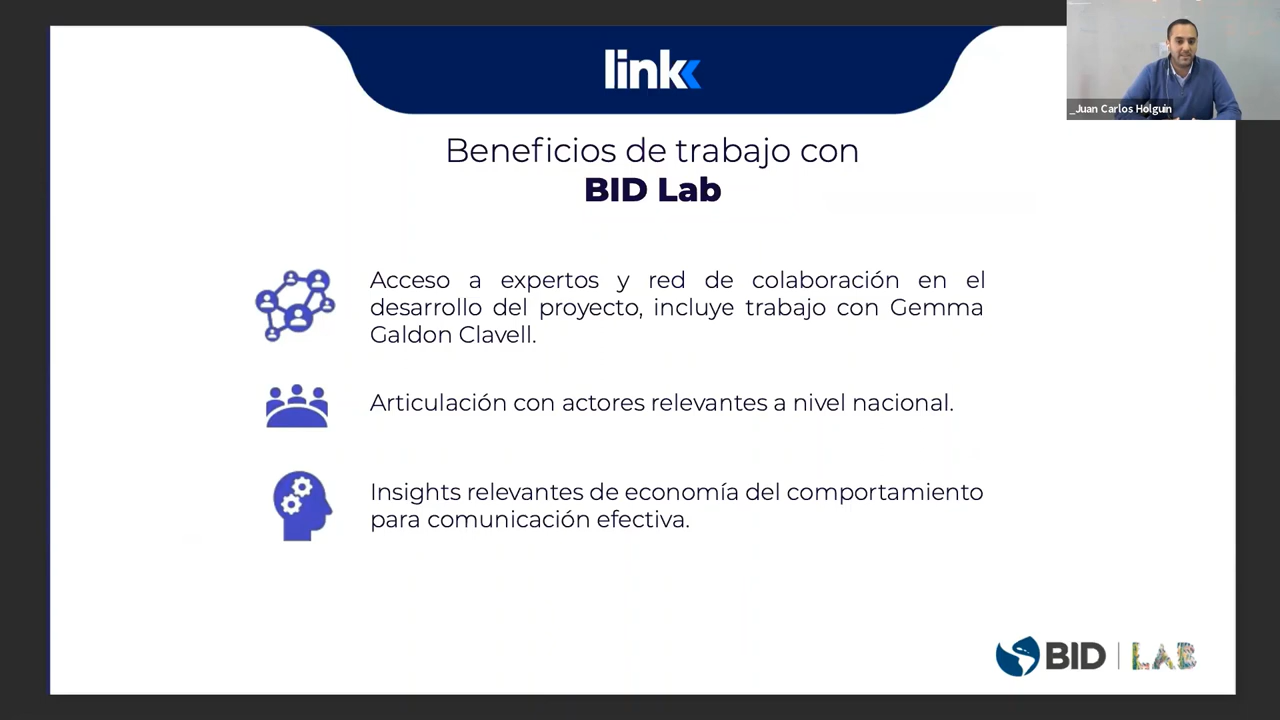 link
_Juan Carlos Holguin
Beneficios de trabajo con
BID Lab
Acceso a expertos y red de colaboración en el
desarrollo del proyecto, incluye trabajo con Gemma
Galdon Clavell.
Articulación con actores relevantes a nivel nacional.
Insights relevantes de economía del comportamiento
para comunicación efectiva.
BID | LAB